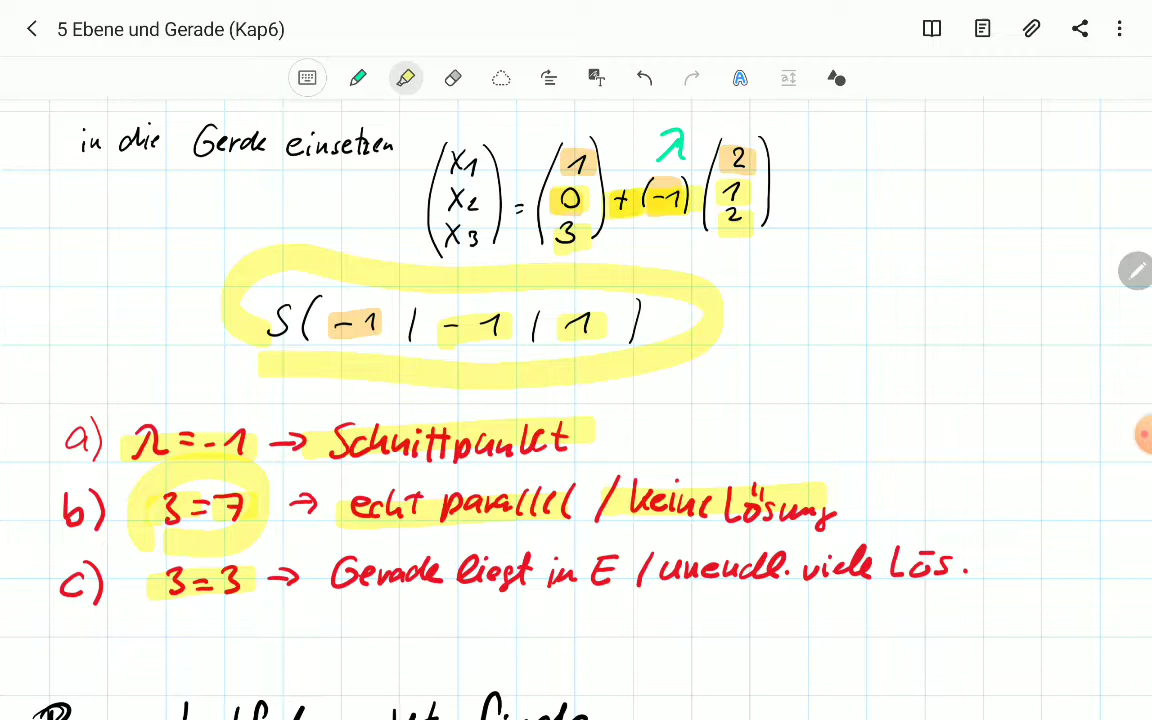 5 Ebene und Gerade (Kap6)
in die Gerde einsetzen (X1 X2 X3) = (1 0 3) + (-1) (2 1 2)
λ
S( -1 | -1 | 1 )
a) λ = -1 → Schnittpunkt
b) 3=7 → echt parallel / keine Lösung
c) 3=3 → Gerade liegt in E / unendl. viele Lös.